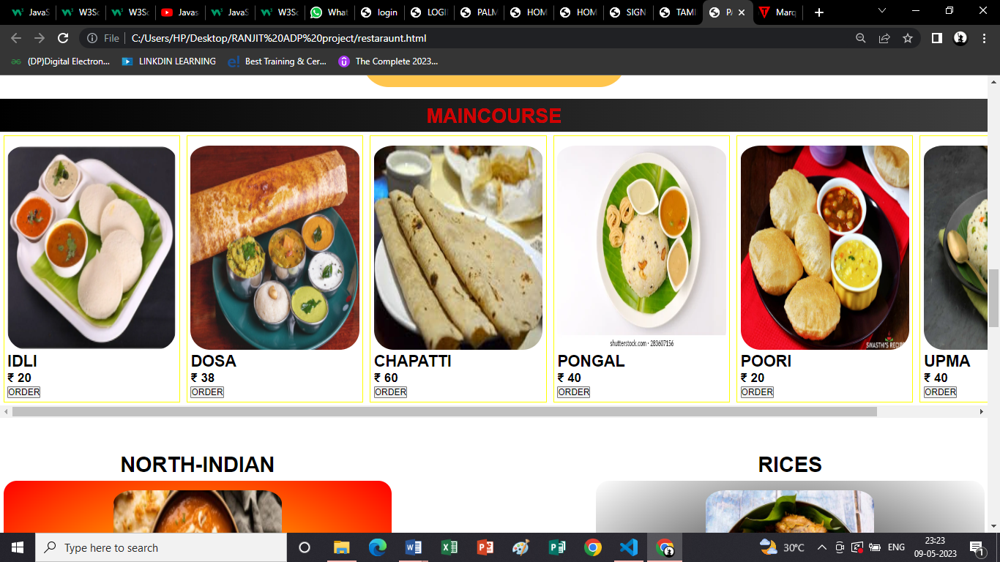 JavaS
W3Sc
W3Sc
Javas
JavaS
W3Sc
What
login
LOGI
PALM
HOM
HOM
SIGN
TAMI
PA
Marq
File
C:/Users/HP/Desktop/RANJIT%20ADP%20project/restaraunt.html
(DP)Digital Electron...
LINKDIN LEARNING
Best Training & Cer...
The Complete 2023...
MAINCOURSE
shutterstock.com • 283607156
SWASTHI'S RECIPE
IDLI
DOSA
CHAPATTI
PONGAL
POORI
UPMA
₹ 20
₹ 38
₹ 60
₹ 40
₹ 20
₹ 40
ORDER
ORDER
ORDER
ORDER
ORDER
ORDER
NORTH-INDIAN
RICES
Type here to search
30°C
ENG
23:23
09-05-2023
1